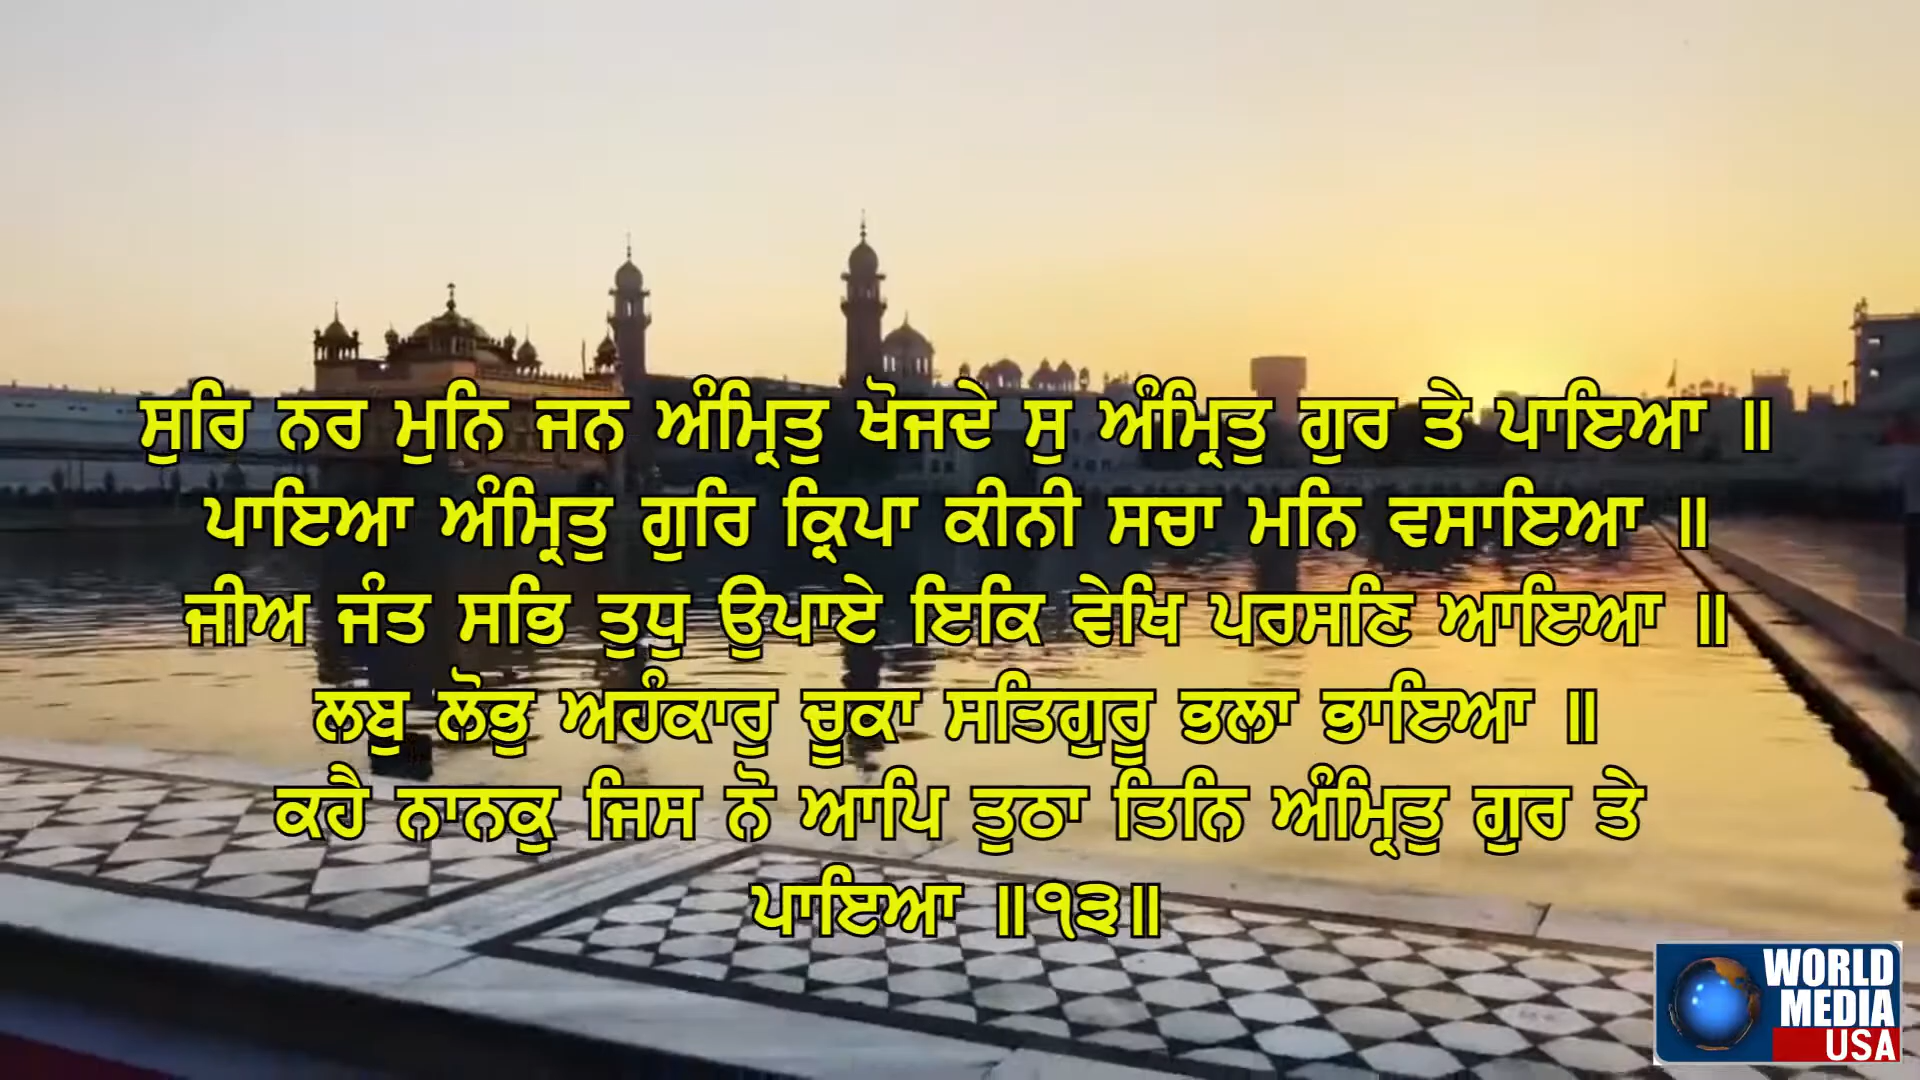 ਸੁਰਿ ਨਰ ਮੁਨਿ ਜਨ ਅੰਮ੍ਰਿਤੁ ਖੋਜਦੇ ਸੁ ਅੰਮ੍ਰਿਤੁ ਗੁਰ ਤੇ ਪਾਇਆ ॥
ਪਾਇਆ ਅੰਮ੍ਰਿਤੁ ਗੁਰਿ ਕ੍ਰਿਪਾ ਕੀਨੀ ਸਚਾ ਮਨਿ ਵਸਾਇਆ ॥
ਜੀਅ ਜੰਤ ਸਭਿ ਤੁਧੁ ਉਪਾਏ ਇਕਿ ਵੇਖਿ ਪਰਸਣਿ ਆਇਆ ॥
ਲਬੁ ਲੋਭੁ ਅਹੰਕਾਰੁ ਚੂਕਾ ਸਤਿਗੁਰੂ ਭਲਾ ਭਾਇਆ ॥
ਕਹੈ ਨਾਨਕੁ ਜਿਸ ਨੋ ਆਪਿ ਤੁਠਾ ਤਿਨਿ ਅੰਮ੍ਰਿਤੁ ਗੁਰ ਤੇ
ਪਾਇਆ ॥੧੩॥
WORLD
MEDIA
USA